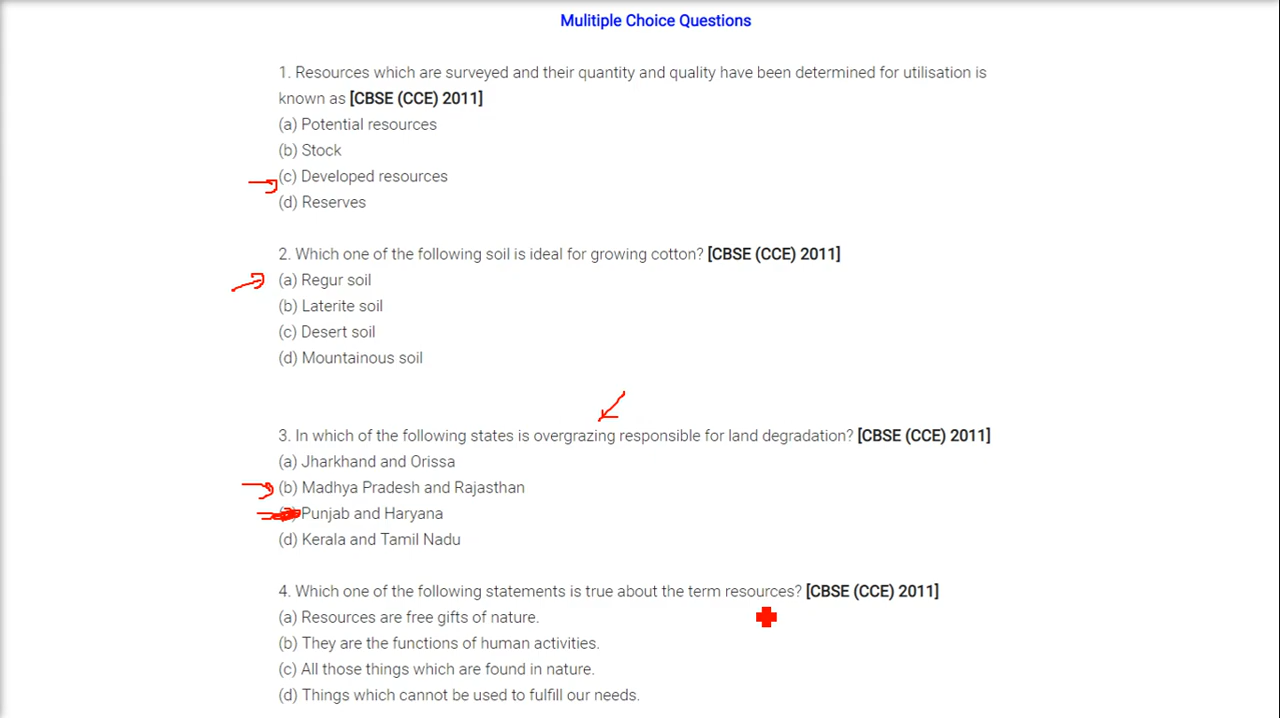 Mulitiple Choice Questions
1. Resources which are surveyed and their quantity and quality have been determined for utilisation is
known as [CBSE (CCE) 2011]
(a) Potential resources
(b) Stock
(c) Developed resources
(d) Reserves
2. Which one of the following soil is ideal for growing cotton? [CBSE (CCE) 2011]
(a) Regur soil
(b) Laterite soil
(c) Desert soil
(d) Mountainous soil
3. In which of the following states is overgrazing responsible for land degradation? [CBSE (CCE) 2011]
(a) Jharkhand and Orissa
(b) Madhya Pradesh and Rajasthan
Punjab and Haryana
(d) Kerala and Tamil Nadu
4. Which one of the following statements is true about the term resources? [CBSE (CCE) 2011]
(a) Resources are free gifts of nature.
(b) They are the functions of human activities.
(c) All those things which are found in nature.
(d) Things which cannot be used to fulfill our needs.